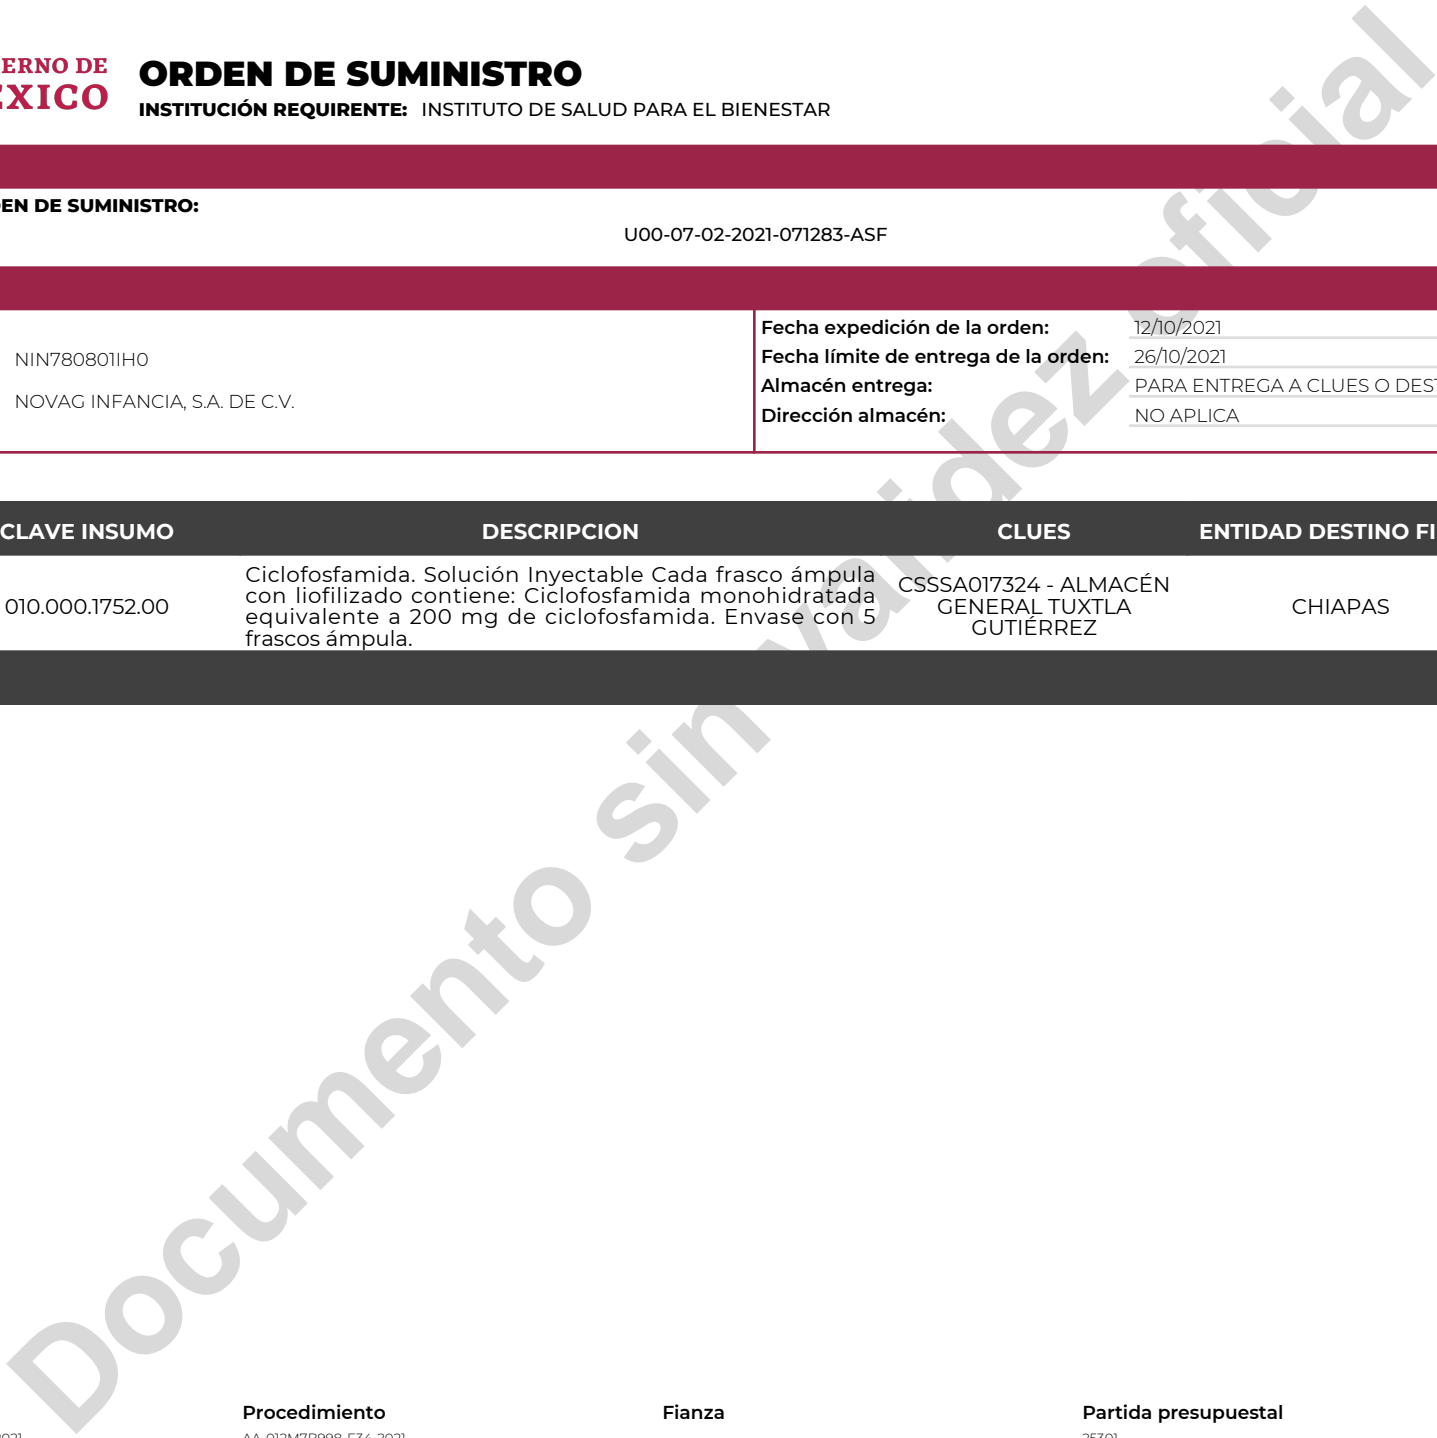 ERNO DE
ÉXICO
ORDEN DE SUMINISTRO
INSTITUCIÓN REQUIRENTE: INSTITUTO DE SALUD PARA EL BIENESTAR
EN DE SUMINISTRO:
U00-07-02-2021-071283-ASF
NIN780801IH0
NOVAG INFANCIA, S.A. DE C.V.
Fecha expedición de la orden: 12/10/2021
Fecha límite de entrega de la orden: 26/10/2021
Almacén entrega: PARA ENTREGA A CLUES O DEST
Dirección almacén: NO APLICA
CLAVE INSUMO DESCRIPCION CLUES ENTIDAD DESTINO FI
010.000.1752.00
Ciclofosfamida. Solución Inyectable Cada frasco ámpula
con liofilizado contiene: Ciclofosfamida monohidratada
equivalente a 200 mg de ciclofosfamida. Envase con 5
frascos ámpula.
CSSSA017324 - ALMACÉN
GENERAL TUXTLA
GUTIÉRREZ
CHIAPAS
Documento sin validez oficial
Procedimiento Fianza Partida presupuestal